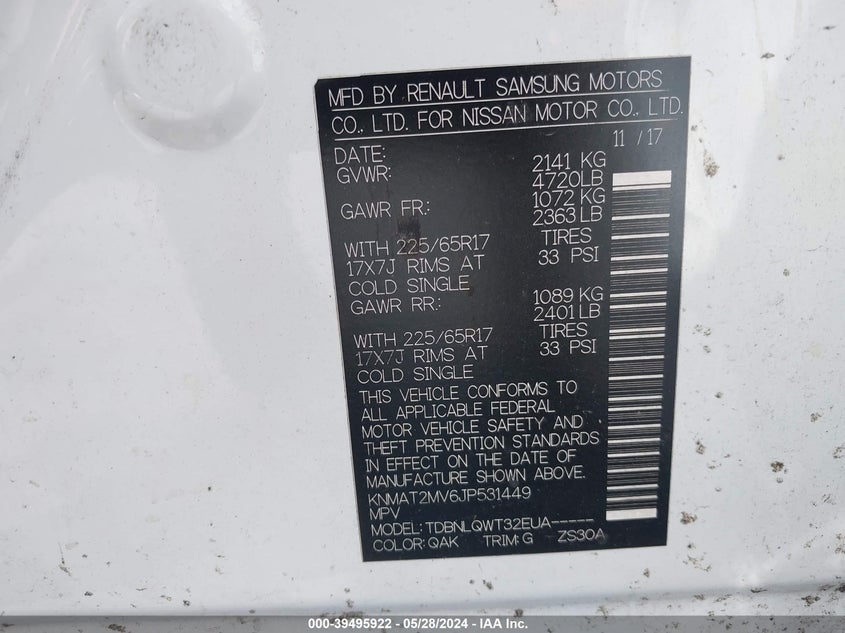 MFD BY RENAULT SAMSUNG MOTORS
CO., LTD. FOR NISSAN MOTOR CO., LTD.
DATE: 11 / 17
GVWR: 2141 KG
4720LB
GAWR FR.: 1072 KG
2363 LB
WITH 225/65R17 TIRES
17X7J RIMS AT 33 PSI
COLD SINGLE
GAWR RR.: 1089 KG
2401 LB
WITH 225/65R17 TIRES
17X7J RIMS AT 33 PSI
COLD SINGLE
THIS VEHICLE CONFORMS TO
ALL APPLICABLE FEDERAL
MOTOR VEHICLE SAFETY AND
THEFT PREVENTION STANDARDS
IN EFFECT ON THE DATE OF
MANUFACTURE SHOWN ABOVE.
KNMAT2MV6JP531449
MPV
MODEL: TDBNLQWT32EUA-----
COLOR: QAK TRIM: G ZS30A
000-39495922 / 05/28/2024 / IAAI.COM